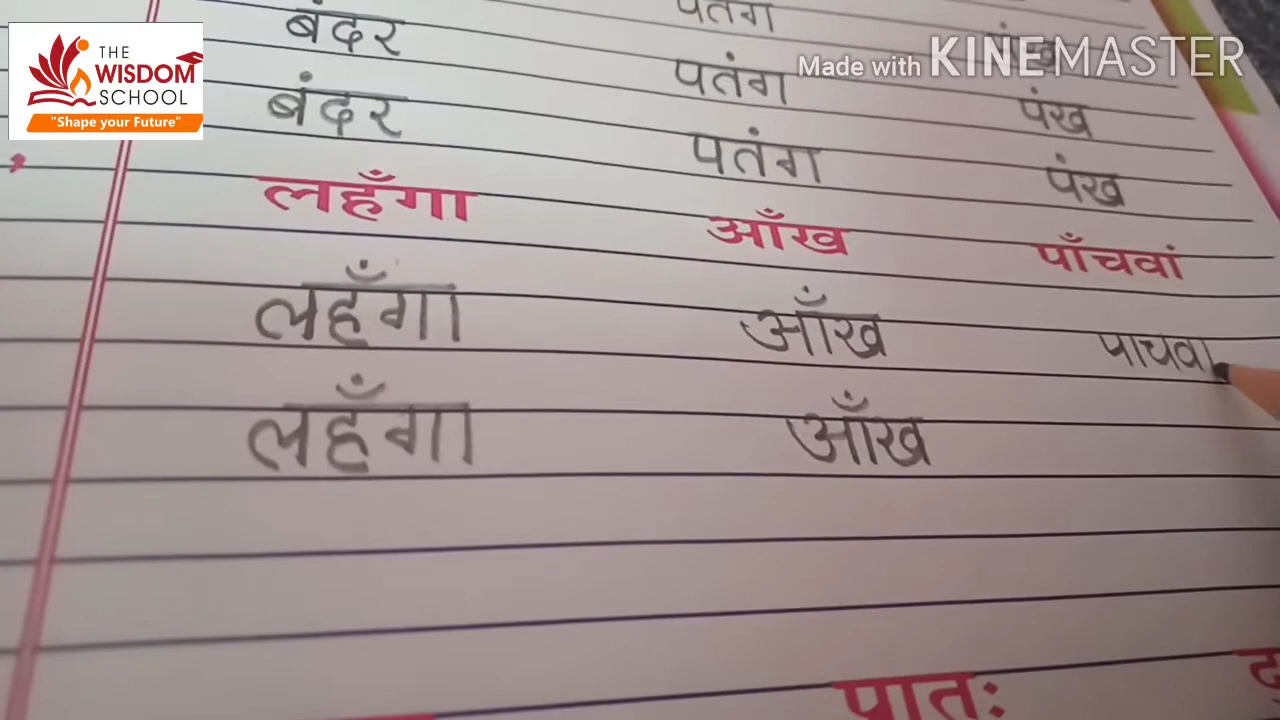 THE
WISDOM
SCHOOL
"Shape your Future"
Made with KINEMASTER
पतंग
बंदर पतंग पंख
बंदर पतंग पंख
लहँगा आँख पाँचवां
लहँगा आँख पाचवा
लहँगा आँख
प्रातः